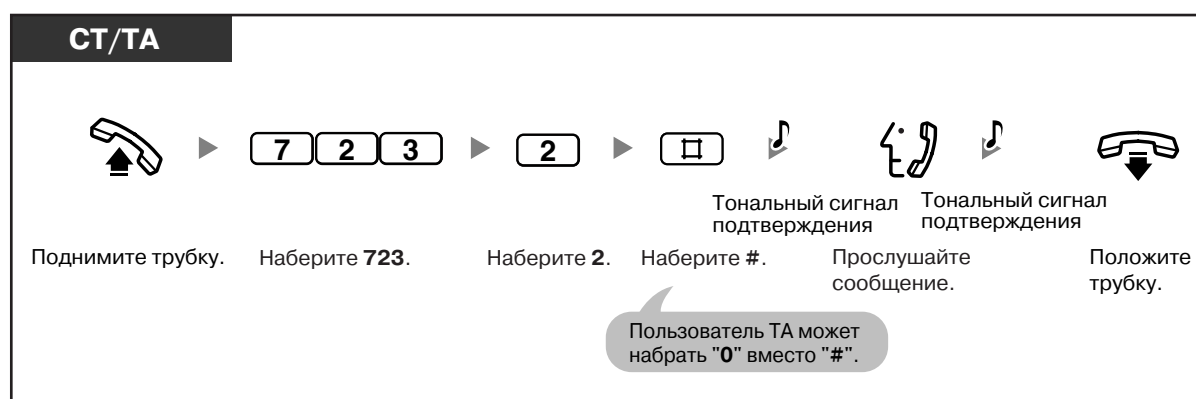 СТ/ТА
7 2 3
2
Тональный сигнал
подтверждения
Тональный сигнал
подтверждения
Поднимите трубку.
Наберите 723.
Наберите 2.
Наберите #.
Прослушайте
сообщение.
Положите
трубку.
Пользователь ТА может
набрать "0" вместо "#".